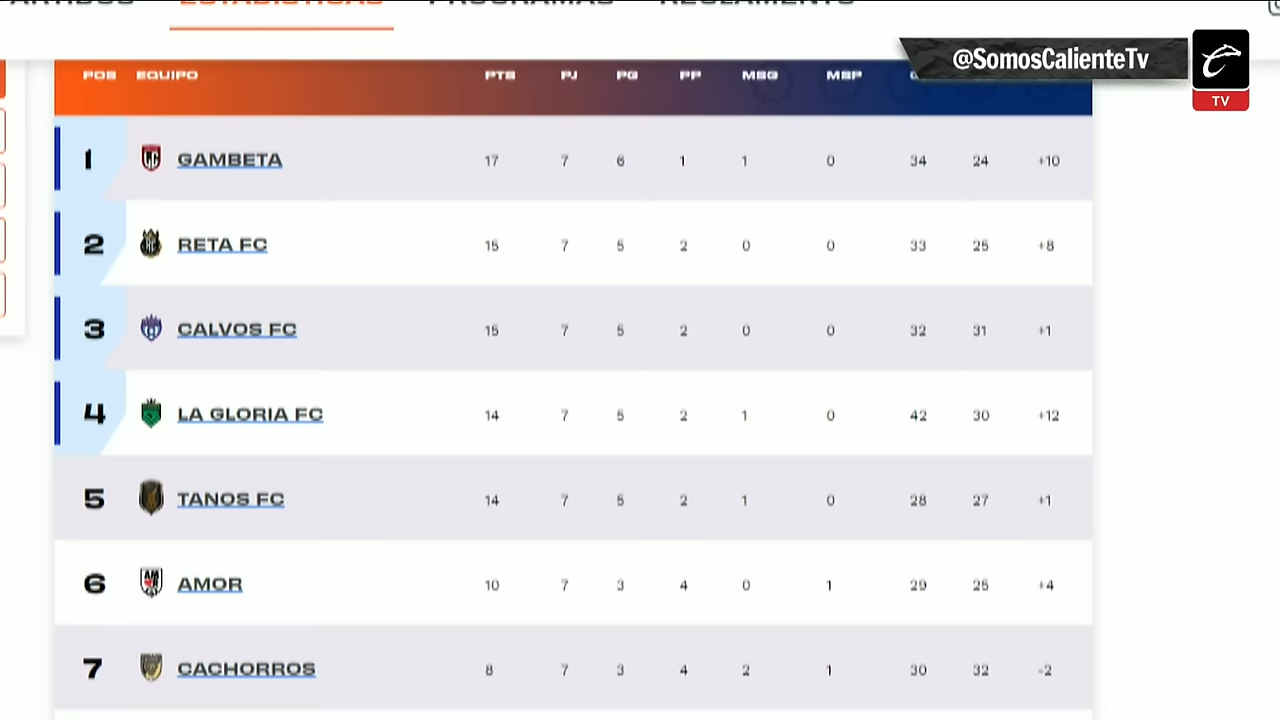 ESTADÍSTICAS PROGRAMAS REGLAMENTO
@SomosCalienteTv
TV
POS EQUIPO PTS PJ PG PP MSG MSP
1 GAMBETA 17 7 6 1 1 0 34 24 +10
2 RETA FC 15 7 5 2 0 0 33 25 +8
3 CALVOS FC 15 7 5 2 0 0 32 31 +1
4 LA GLORIA FC 14 7 5 2 1 0 42 30 +12
5 TANOS FC 14 7 5 2 1 0 28 27 +1
6 AMOR 10 7 3 4 0 1 29 25 +4
7 CACHORROS 8 7 3 4 2 1 30 32 -2